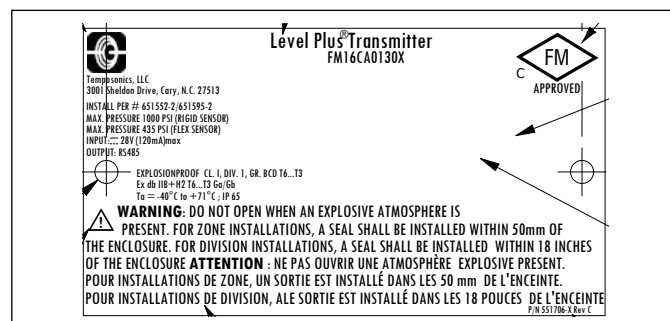 Level Plus® Transmitter
FM16CA0130X
FM
C
APPROVED
Temposonics, LLC
3001 Sheldon Drive, Cary, N.C. 27513
INSTALL PER # 651552-2/651595-2
MAX. PRESSURE 1000 PSI (RIGID SENSOR)
MAX. PRESSURE 435 PSI (FLEX SENSOR)
INPUT: 28V (120mA)max
OUTPUT: RS485
EXPLOSIONPROOF CL. I, DIV. 1, GR. BCD T6...T3
Ex db IIB+H2 T6...T3 Ga/Gb
Ta = -40°C to +71°C ; IP 65
WARNING: DO NOT OPEN WHEN AN EXPLOSIVE ATMOSPHERE IS
PRESENT. FOR ZONE INSTALLATIONS, A SEAL SHALL BE INSTALLED WITHIN 50mm OF
THE ENCLOSURE. FOR DIVISION INSTALLATIONS, A SEAL SHALL BE INSTALLED WITHIN 18 INCHES
OF THE ENCLOSURE ATTENTION : NE PAS OUVRIR UNE ATMOSPHÈRE EXPLOSIVE PRESENT.
POUR INSTALLATIONS DE ZONE, UN SORTIE EST INSTALLÉ DANS LES 50 mm DE L'ENCEINTE.
POUR INSTALLATIONS DE DIVISION, ALE SORTIE EST INSTALLÉ DANS LES 18 POUCES DE L'ENCEINTE
P/N 551706-X Rev C